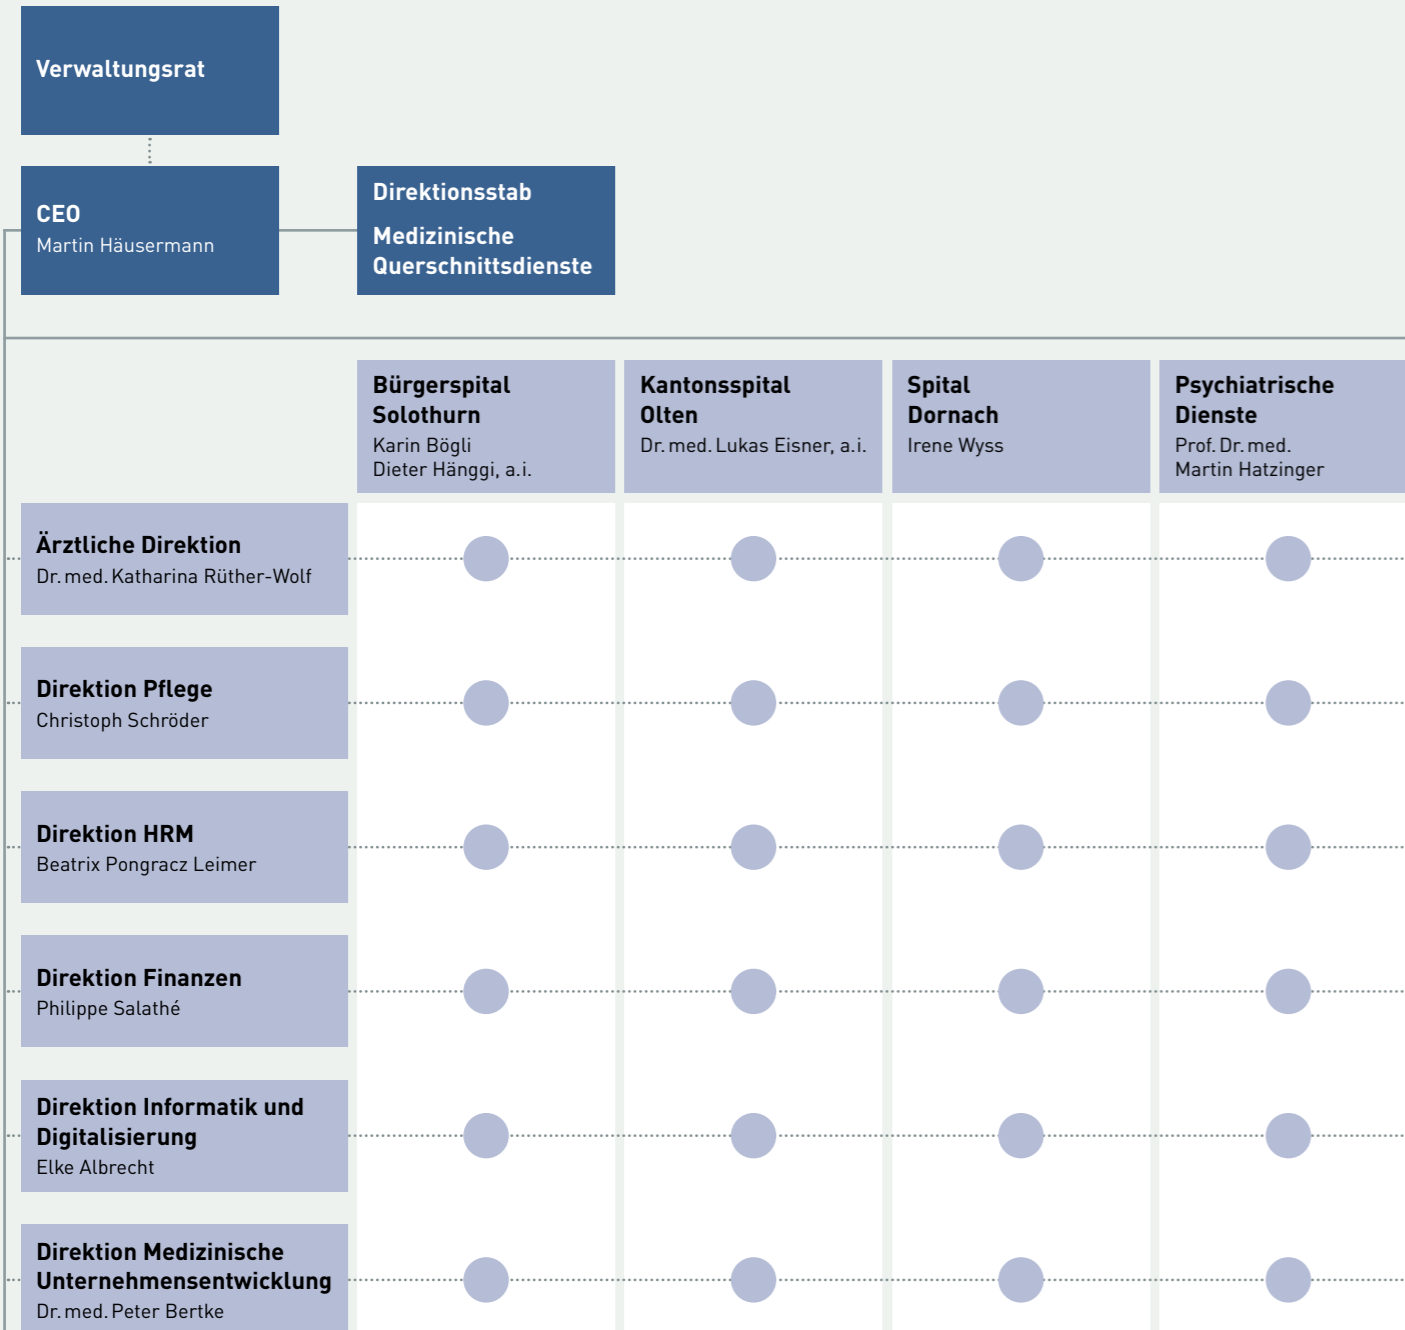 Verwaltungsrat
CEO
Martin Häusermann
Direktionsstab
Medizinische
Querschnittsdienste
Bürgerspital
Solothurn
Karin Bögli
Dieter Hänggi, a.i.
Kantonsspital
Olten
Dr. med. Lukas Eisner, a.i.
Spital
Dornach
Irene Wyss
Psychiatrische
Dienste
Prof. Dr. med.
Martin Hatzinger
Ärztliche Direktion
Dr. med. Katharina Rüther-Wolf
Direktion Pflege
Christoph Schröder
Direktion HRM
Beatrix Pongracz Leimer
Direktion Finanzen
Philippe Salathé
Direktion Informatik und
Digitalisierung
Elke Albrecht
Direktion Medizinische
Unternehmensentwicklung
Dr. med. Peter Bertke